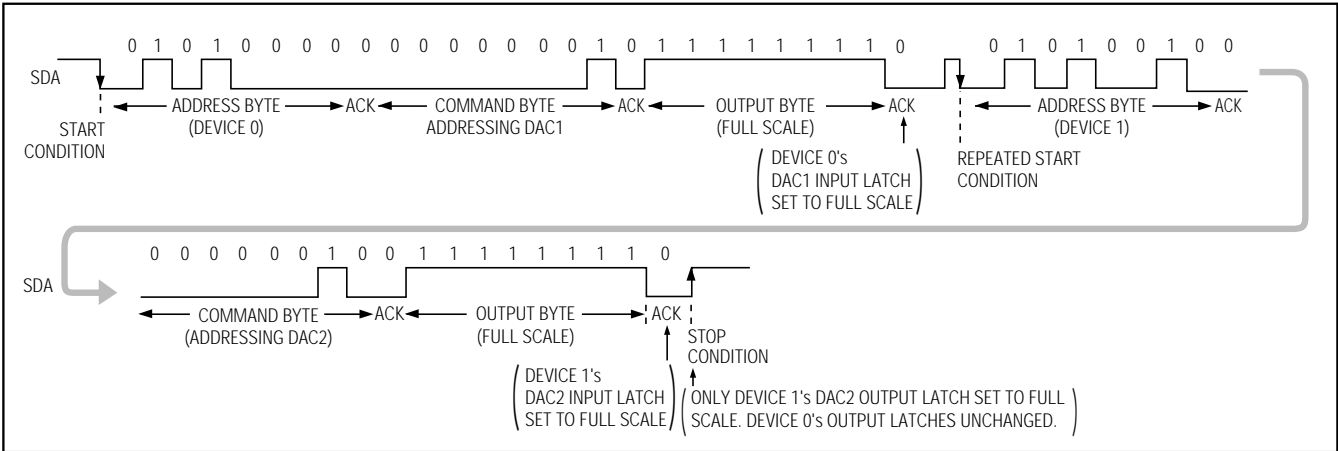 0 1 0 1 0 0 0 0 0 0 0 0 0 0 0 0 1 0 1 1 1 1 1 1 1 1 0 0 1 0 1 0 0 1 0 0
SDA
ADDRESS BYTE ACK COMMAND BYTE ACK OUTPUT BYTE ACK ADDRESS BYTE ACK
(DEVICE 0) ADDRESSING DAC1 (FULL SCALE) (DEVICE 1)
START
CONDITION
DEVICE 0's
DAC1 INPUT LATCH
SET TO FULL SCALE
REPEATED START
CONDITION
0 0 0 0 0 0 1 0 0 1 1 1 1 1 1 1 1 0
SDA
COMMAND BYTE ACK OUTPUT BYTE ACK
(ADDRESSING DAC2) (FULL SCALE)
STOP
CONDITION
DEVICE 1's
DAC2 INPUT LATCH
SET TO FULL SCALE
ONLY DEVICE 1's DAC2 OUTPUT LATCH SET TO FULL
SCALE. DEVICE 0's OUTPUT LATCHES UNCHANGED.